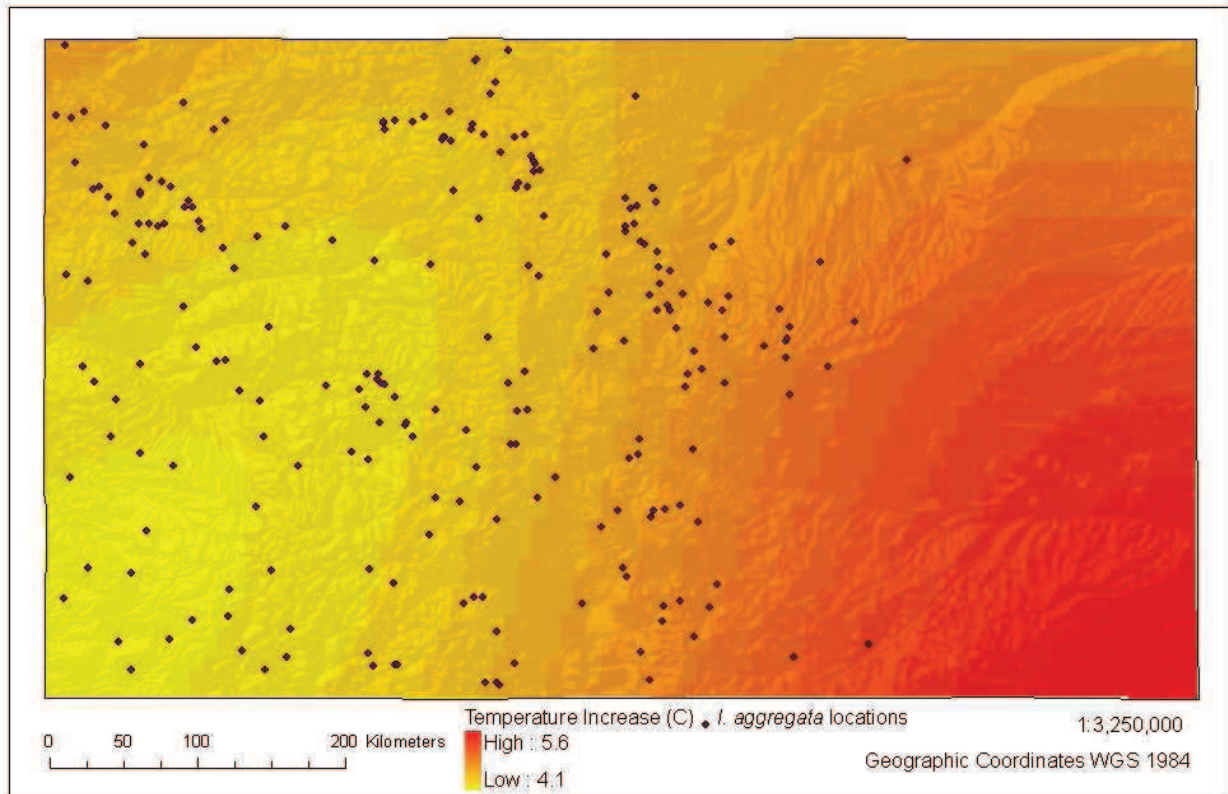 Temperature Increase (C) I. aggregata locations
1:3,250,000
0 50 100 200 Kilometers
High : 5.6
Low : 4.1
Geographic Coordinates WGS 1984